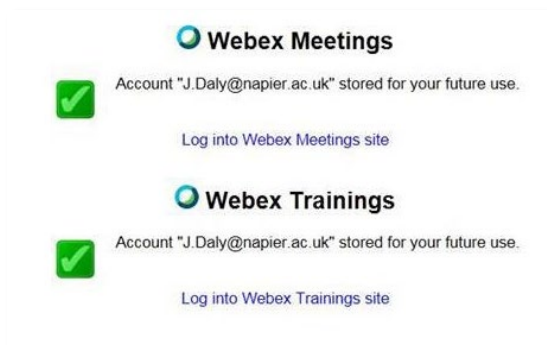 Webex Meetings
Account "J.Daly@napier.ac.uk" stored for your future use.
Log into Webex Meetings site
Webex Trainings
Account "J.Daly@napier.ac.uk" stored for your future use.
Log into Webex Trainings site